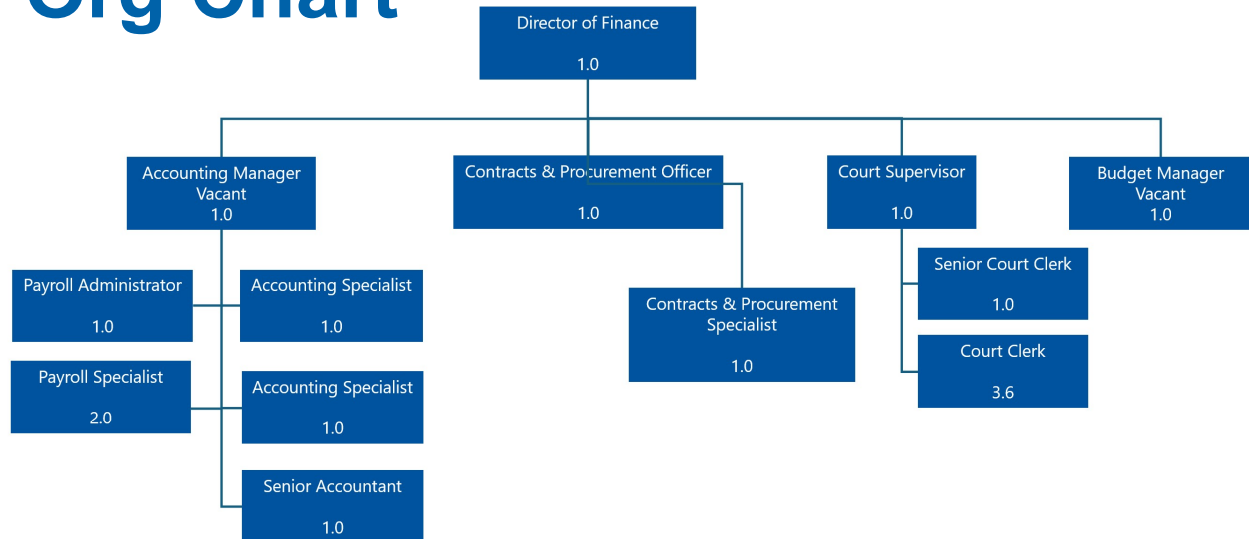 Org Chart
Director of Finance
1.0
Accounting Manager
Vacant
1.0
Contracts & Procurement Officer
1.0
Court Supervisor
1.0
Budget Manager
Vacant
1.0
Payroll Administrator
1.0
Accounting Specialist
1.0
Contracts & Procurement
Specialist
1.0
Senior Court Clerk
1.0
Payroll Specialist
2.0
Accounting Specialist
1.0
Court Clerk
3.6
Senior Accountant
1.0